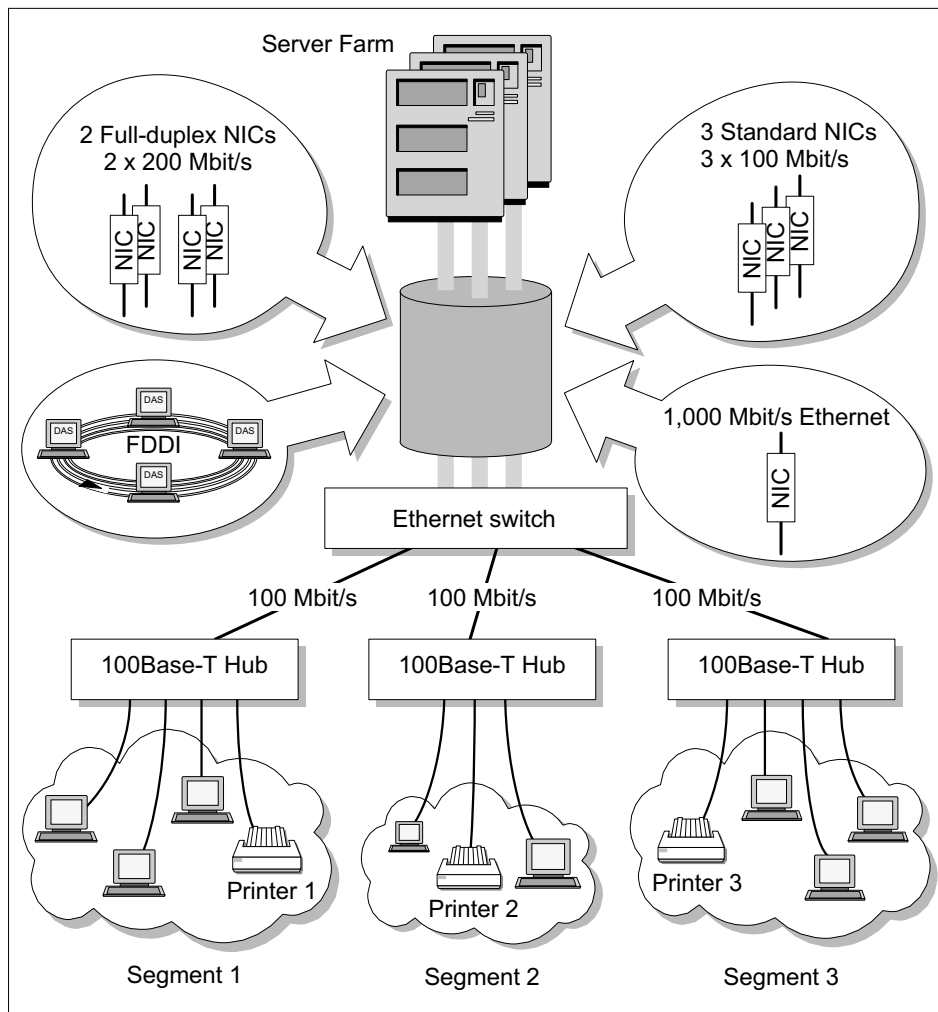 Server Farm
2 Full-duplex NICs
2 x 200 Mbit/s
NIC
NIC
NIC
NIC
3 Standard NICs
3 x 100 Mbit/s
NIC
NIC
NIC
DAS
DAS
DAS
FDDI
DAS
1,000 Mbit/s Ethernet
NIC
Ethernet switch
100 Mbit/s
100 Mbit/s
100 Mbit/s
100Base-T Hub
100Base-T Hub
100Base-T Hub
Printer 1
Printer 2
Printer 3
Segment 1
Segment 2
Segment 3